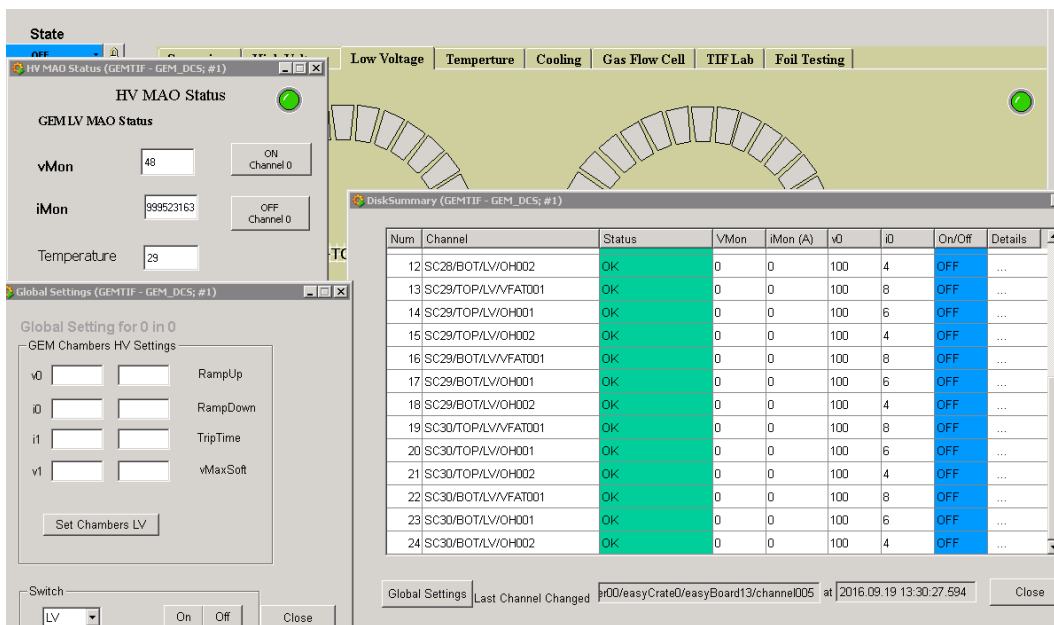 State
OFF
Low Voltage Temperture Cooling Gas Flow Cell TIF Lab Foil Testing
HV MAO Status (GEMTIF - GEM_DCS; #1)
HV MAO Status
GEM LV MAO Status
vMon 48 ON Channel 0
iMon 999523163 OFF Channel 0
Temperature 29
DiskSummary (GEMTIF - GEM_DCS; #1)
Num Channel Status VMon iMon (A) v0 i0 On/Off Details
12 SC28/BOT/LV/OH002 OK 0 0 100 4 OFF ...
13 SC29/TOP/LV/VFAT001 OK 0 0 100 8 OFF ...
14 SC29/TOP/LV/OH001 OK 0 0 100 6 OFF ...
15 SC29/TOP/LV/OH002 OK 0 0 100 4 OFF ...
16 SC29/BOT/LV/VFAT001 OK 0 0 100 8 OFF ...
17 SC29/BOT/LV/OH001 OK 0 0 100 6 OFF ...
18 SC29/BOT/LV/OH002 OK 0 0 100 4 OFF ...
19 SC30/TOP/LV/VFAT001 OK 0 0 100 8 OFF ...
20 SC30/TOP/LV/OH001 OK 0 0 100 6 OFF ...
21 SC30/TOP/LV/OH002 OK 0 0 100 4 OFF ...
22 SC30/BOT/LV/VFAT001 OK 0 0 100 8 OFF ...
23 SC30/BOT/LV/OH001 OK 0 0 100 6 OFF ...
24 SC30/BOT/LV/OH002 OK 0 0 100 4 OFF ...
Global Settings Last Channel Changed er00/easyCrate0/easyBoard13/channel005 at 2016.09.19 13:30:27.594 Close
Global Settings (GEMTIF - GEM_DCS; #1)
Global Setting for 0 in 0
GEM Chambers HV Settings
v0 RampUp
i0 RampDown
i1 TripTime
v1 vMaxSoft
Set Chambers LV
Switch
LV On Off Close